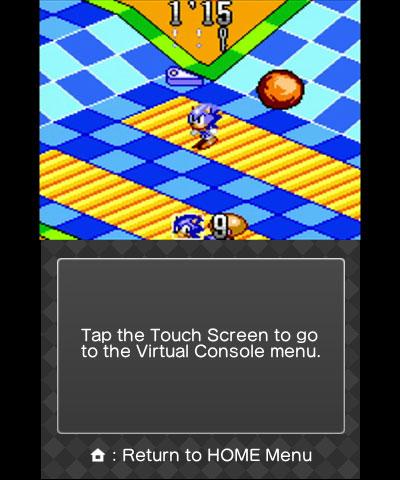 1'15
9
Tap the Touch Screen to go
to the Virtual Console menu.
: Return to HOME Menu